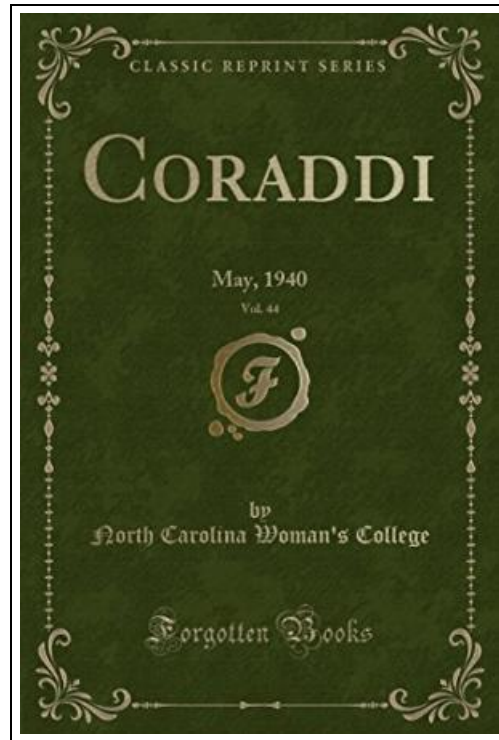 CLASSIC REPRINT SERIES
CORADDI
May, 1940
Vol. 44
F
by
North Carolina Woman's College
Forgotten Books